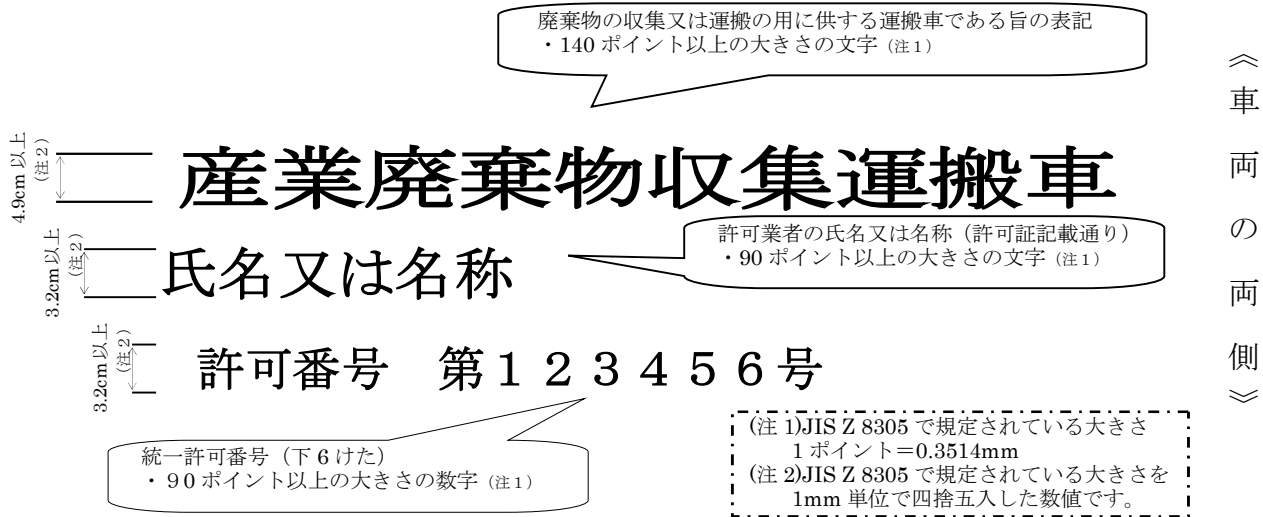 廃棄物の収集又は運搬の用に供する運搬車である旨の表記
・140 ポイント以上の大きさの文字（注１）
《車両の両側》
4.9cm 以上
（注２）
産業廃棄物収集運搬車
許可業者の氏名又は名称（許可証記載通り）
・90 ポイント以上の大きさの文字（注１）
3.2cm 以上
（注２）
氏名又は名称
3.2cm 以上
（注２）
許可番号　第１２３４５６号
統一許可番号（下 6 けた）
・９０ポイント以上の大きさの数字（注１）
(注 1)JIS Z 8305 で規定されている大きさ
1 ポイント＝0.3514mm
(注 2)JIS Z 8305 で規定されている大きさを
1mm 単位で四捨五入した数値です。